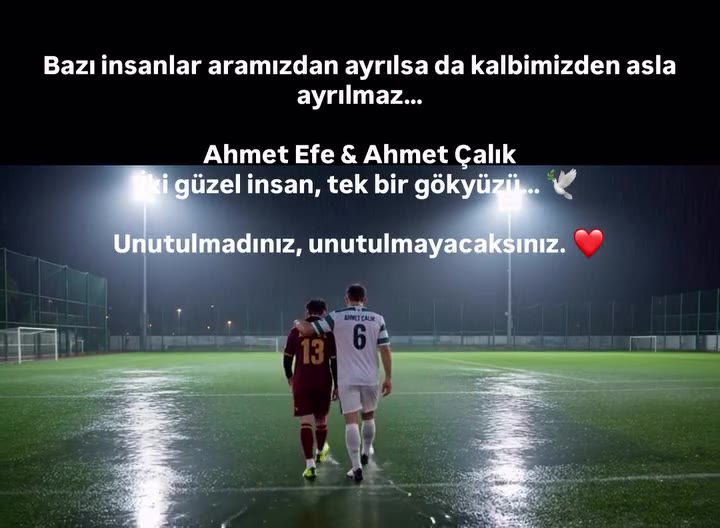 Bazı insanlar aramızdan ayrılsa da kalbimizden asla
ayrılmaz...
Ahmet Efe & Ahmet Çalık
İki güzel insan, tek bir gökyüzü... 🕊️
Unutulmadınız, unutulmayacaksınız. ❤️
AHMET ÇALIK
13
6